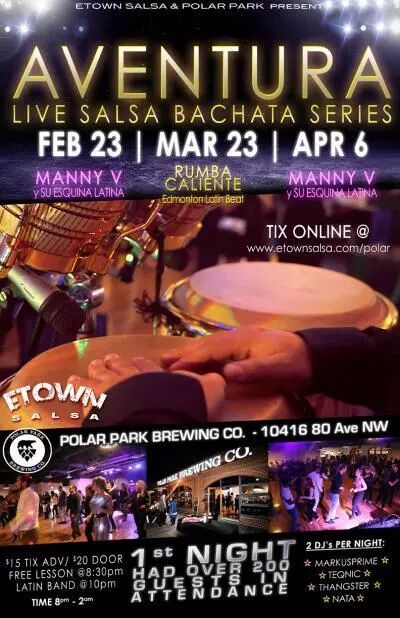 ETOWN SALSA & POLAR PARK PRESENT
AVENTURA
LIVE SALSA BACHATA SERIES
FEB 23 | MAR 23 | APR 6
MANNY V
y SU ESQUINA LATINA
RUMBA
CALIENTE
Edmonton Latin Beat
MANNY V
y SU ESQUINA LATINA
TIX ONLINE @
www.etownsalsa.com/polar
ETOWN
SALSA
POLAR PARK
BREWING CO
POLAR PARK BREWING CO. - 10416 80 Ave NW
POLAR PARK BREWING CO.
$15 TIX ADV/ $20 DOOR
FREE LESSON @8:30pm
LATIN BAND @10pm
TIME 8pm - 2am
1st NIGHT
HAD OVER 200
GUESTS IN
ATTENDANCE
2 DJ's PER NIGHT:
☆ MARKUSPRIME ☆
☆ TEQNIC ☆
☆ THANGSTER ☆
☆ NATA ☆